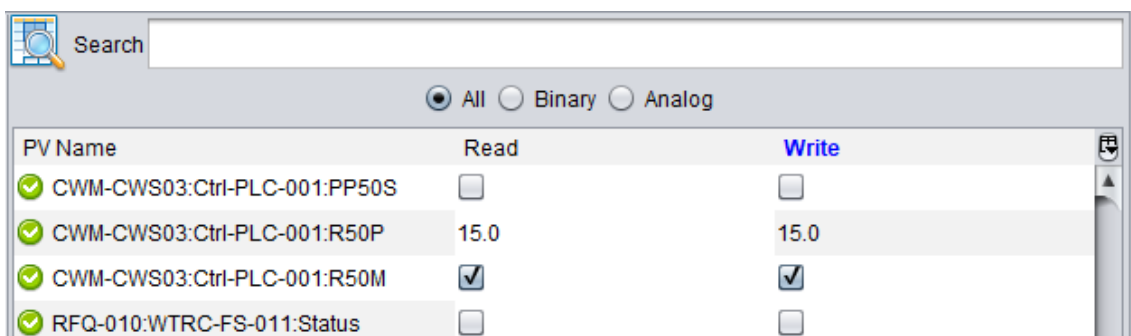 Search
All Binary Analog
PV Name Read Write
CWM-CWS03:Ctrl-PLC-001:PP50S
CWM-CWS03:Ctrl-PLC-001:R50P 15.0 15.0
CWM-CWS03:Ctrl-PLC-001:R50M
RFQ-010:WTRC-FS-011:Status